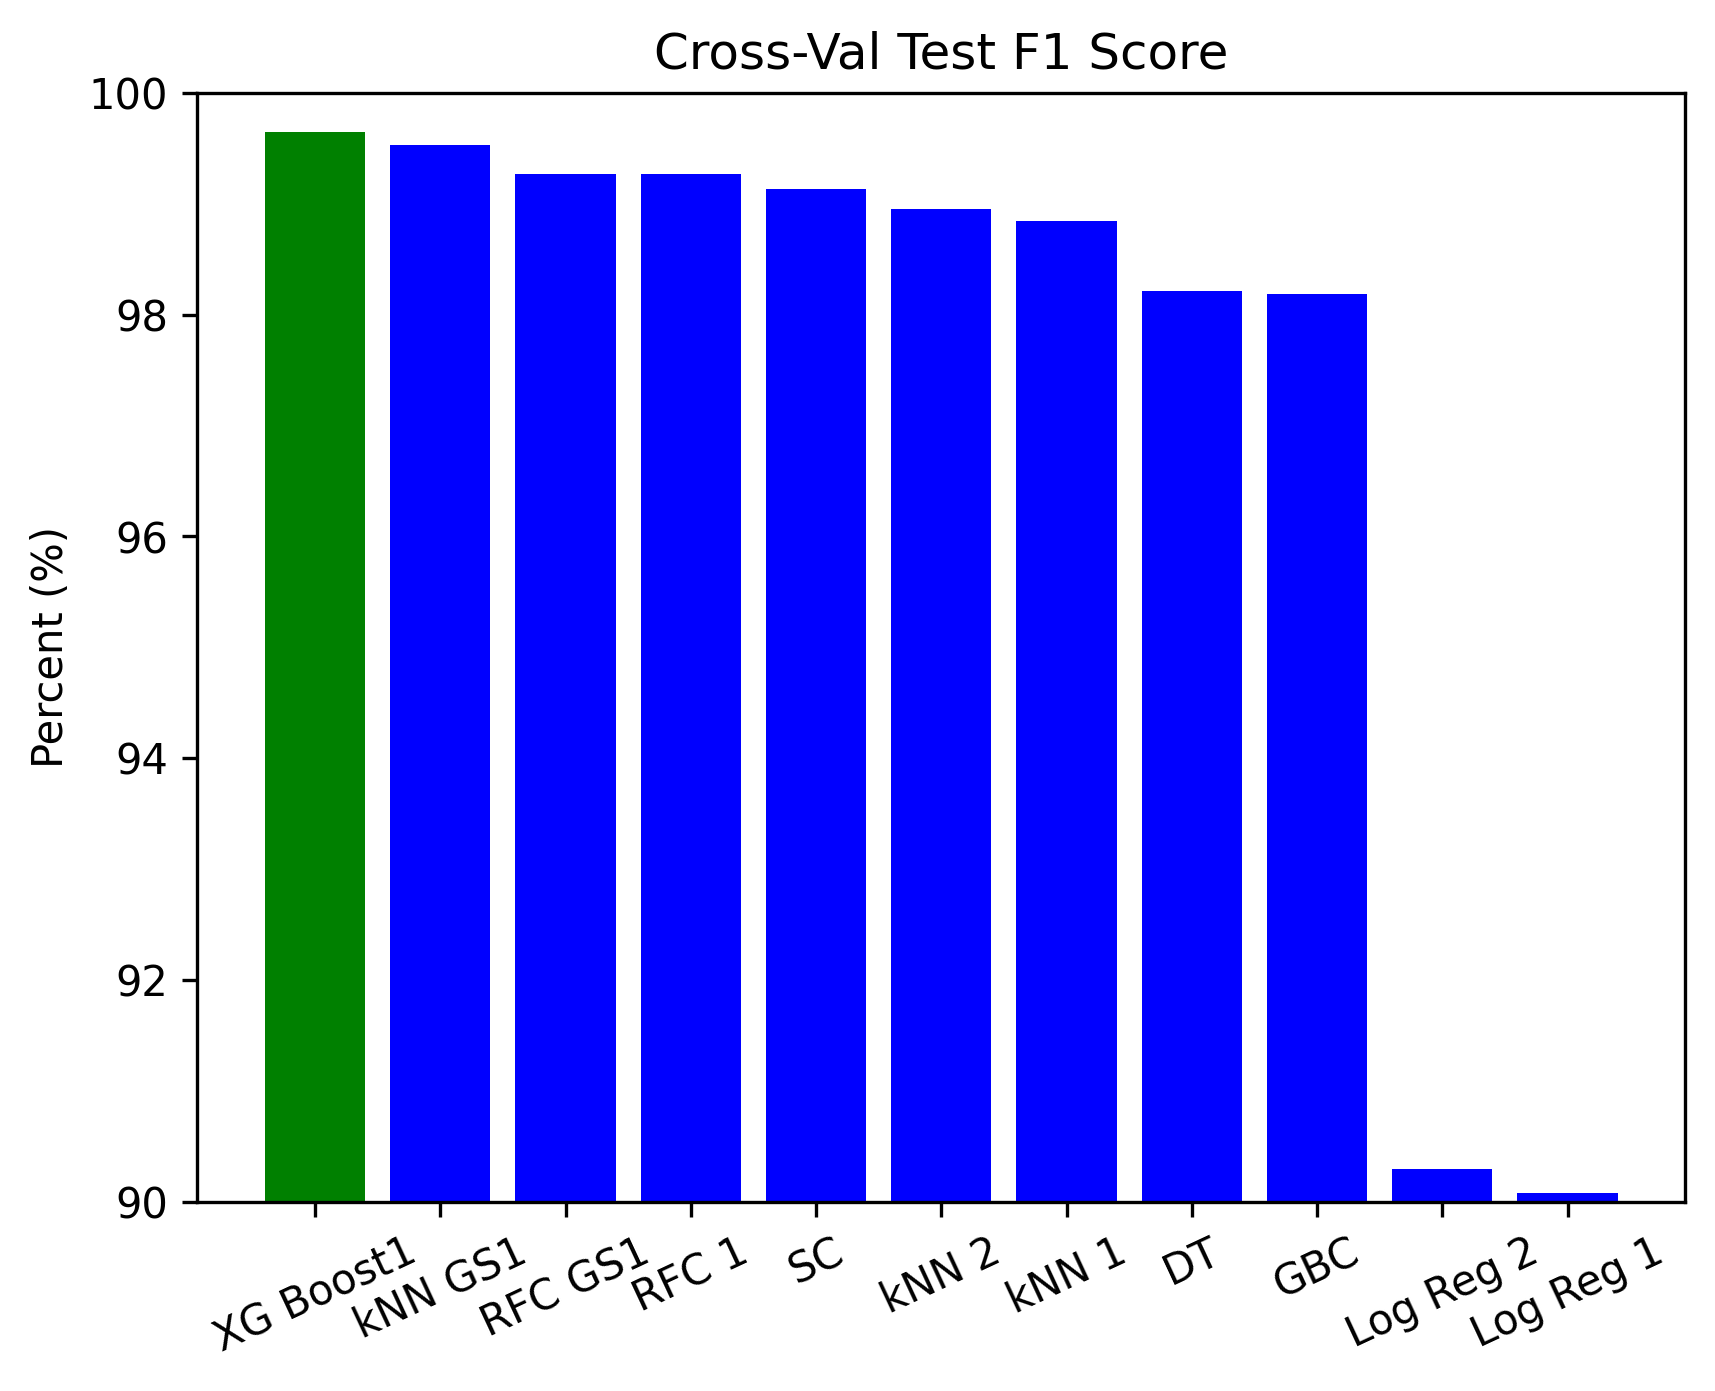 Cross-Val Test F1 Score
Percent (%)
100
98
96
94
92
90
XG Boost1
kNN GS1
RFC GS1
RFC 1
SC
kNN 2
kNN 1
DT
GBC
Log Reg 2
Log Reg 1